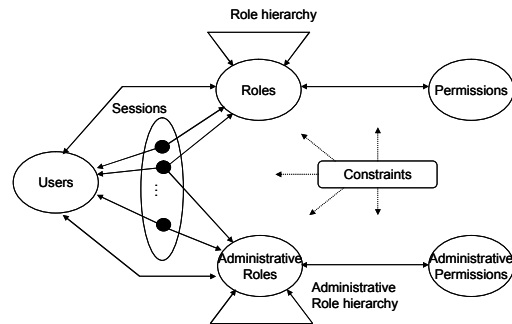 Role hierarchy
Roles
Permissions
Sessions
Users
...
Constraints
Administrative
Roles
Administrative
Permissions
Administrative
Role hierarchy